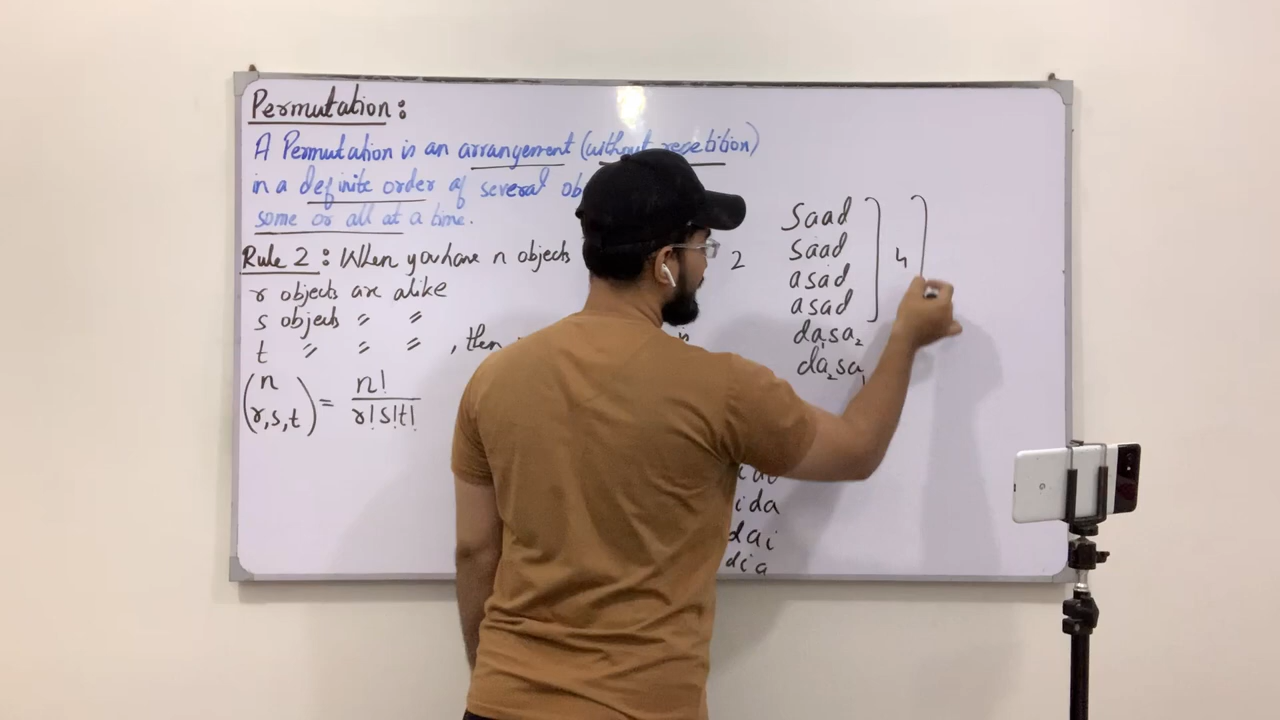 Permutation:
A Permutation is an arrangement (without repetition)
in a definite order of several
some or all at a time.
Rule 2: When you have n objects
r objects are alike
s objects " "
t " " " , then
(n r,s,t) = n! / r!s!t!
2
saad
saad
asad
asad
4
da₁sa₂
da₂sa₁
ida
dai
dia